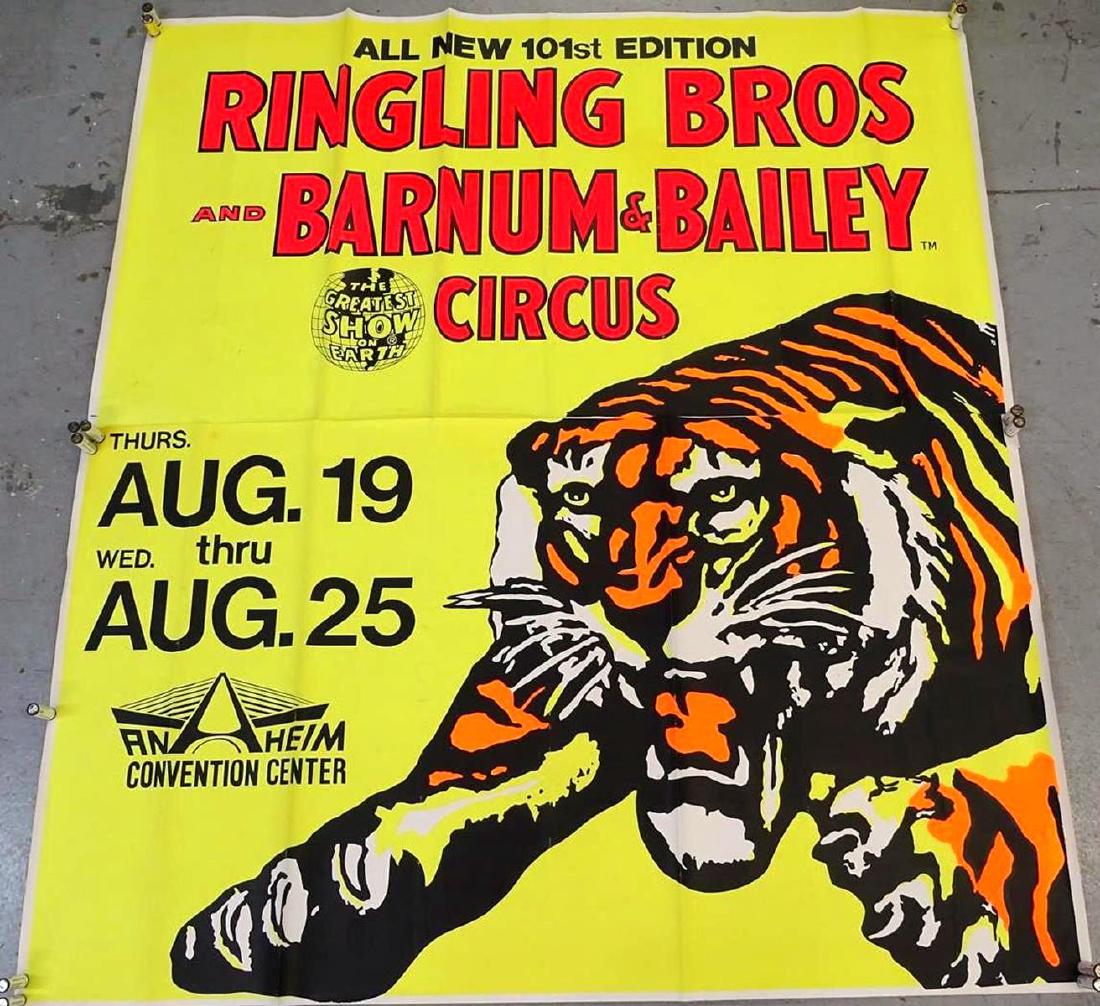 ALL NEW 101st EDITION
RINGLING BROS
AND BARNUM & BAILEY TM
THE
GREATEST
SHOW
ON
EARTH ®
CIRCUS
THURS.
AUG. 19
WED. thru
AUG. 25
ANAHEIM
CONVENTION CENTER